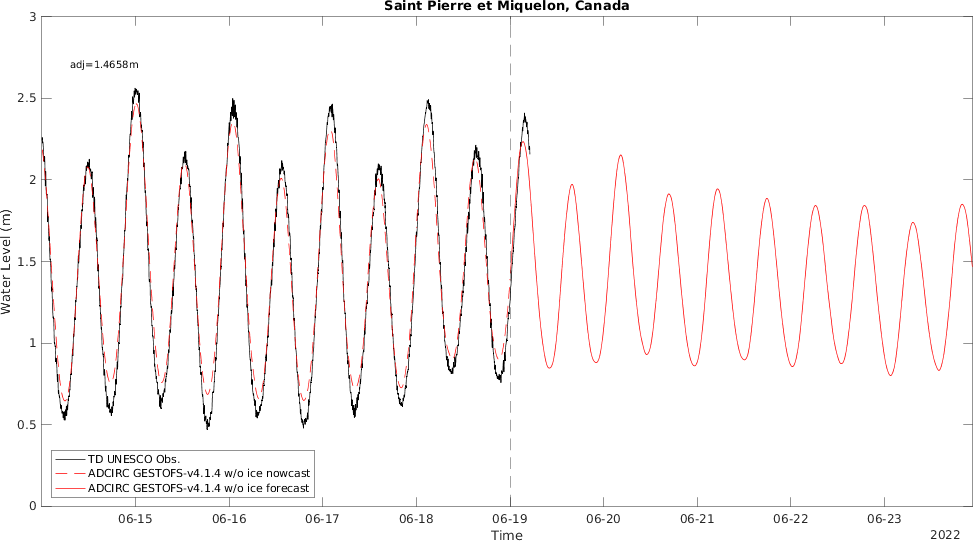 Saint Pierre et Miquelon, Canada
3
adj=1.4658m
2.5
2
1.5
1
0.5
0
Water Level (m)
TD UNESCO Obs.
ADCIRC GESTOFS-v4.1.4 w/o ice nowcast
ADCIRC GESTOFS-v4.1.4 w/o ice forecast
06-15 06-16 06-17 06-18 06-19 06-20 06-21 06-22 06-23
Time
2022